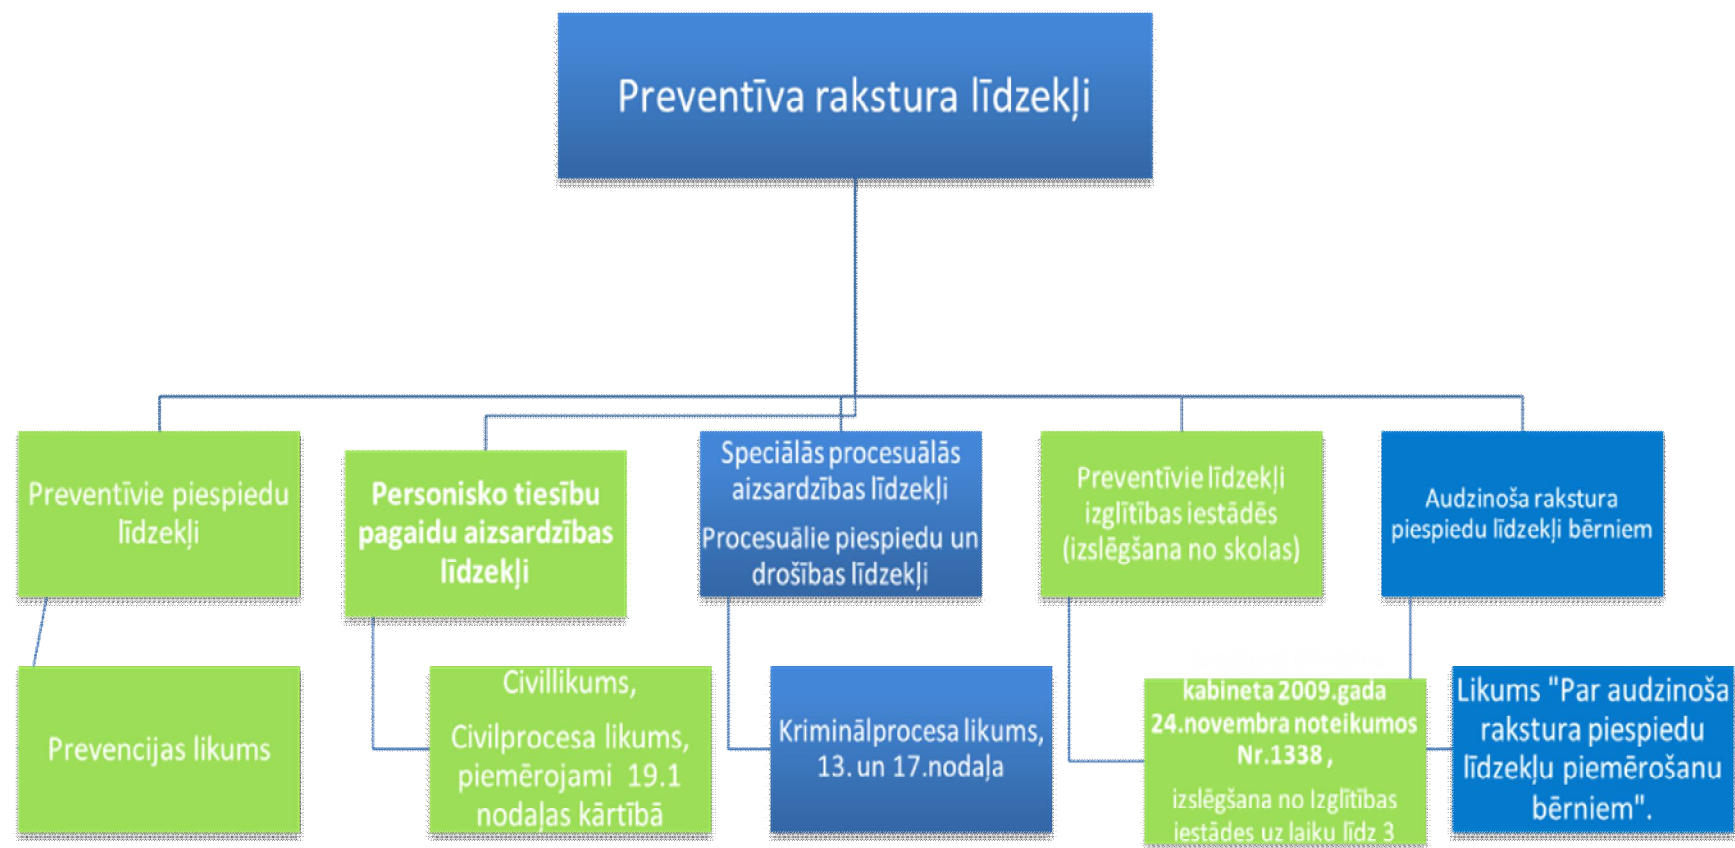 Preventīva rakstura līdzekļi
Preventīvie piespiedu
līdzekļi
Personisko tiesību
pagaidu aizsardzības
līdzekļi
Speciālās procesuālās
aizsardzības līdzekļi
Procesuālie piespiedu un
drošības līdzekļi
Preventīvie līdzekļi
izglītības iestādēs
(izslēgšana no skolas)
Audzinoša rakstura
piespiedu līdzekļi bērniem
Prevencijas likums
Civillikums,
Civilprocesa likums,
piemērojami 19.1
nodaļas kārtībā
Kriminālprocesa likums,
13. un 17.nodaļa
kabineta 2009.gada
24.novembra noteikumos
Nr.1338 ,
izslēgšana no Izglītības
iestādes uz laiku līdz 3
Likums "Par audzinoša
rakstura piespiedu
līdzekļu piemērošanu
bērniem".